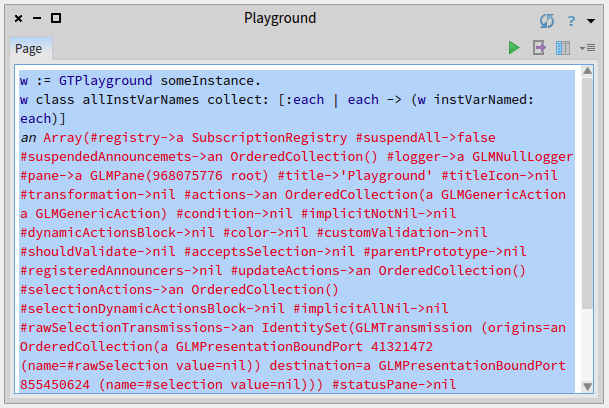 Playground
?
Page
w := GTPlayground someInstance.
w class allInstVarNames collect: [:each | each -> (w instVarNamed:
each)]
an Array(#registry->a SubscriptionRegistry #suspendAll->false
#suspendedAnnouncemets->an OrderedCollection() #logger->a GLMNullLogger
#pane->a GLMPane(968075776 root) #title->'Playground' #titleIcon->nil
#transformation->nil #actions->an OrderedCollection(a GLMGenericAction
a GLMGenericAction) #condition->nil #implicitNotNil->nil
#dynamicActionsBlock->nil #color->nil #customValidation->nil
#shouldValidate->nil #acceptsSelection->nil #parentPrototype->nil
#registeredAnnouncers->nil #updateActions->an OrderedCollection()
#selectionActions->an OrderedCollection()
#selectionDynamicActionsBlock->nil #implicitAllNil->nil
#rawSelectionTransmissions->an IdentitySet(GLMTransmission (origins=an
OrderedCollection(a GLMPresentationBoundPort 41321472
(name=#rawSelection value=nil)) destination=a GLMPresentationBoundPort
855450624 (name=#selection value=nil))) #statusPane->nil